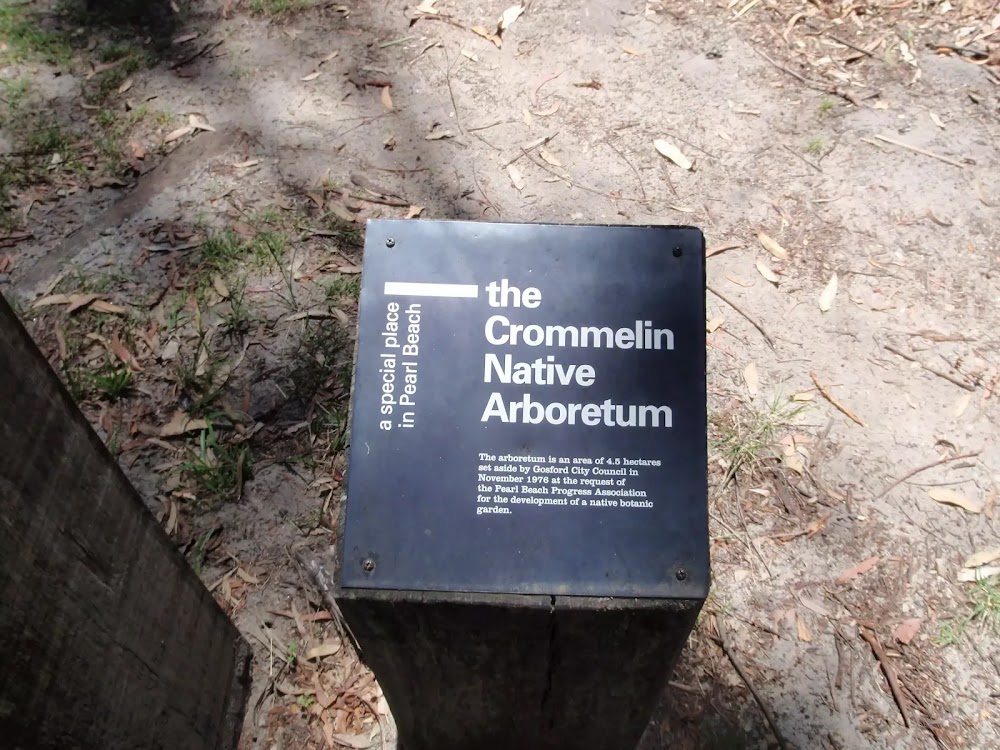 a special place
in Pearl Beach
the
Crommelin
Native
Arboretum
The arboretum is an area of 4.5 hectares
set aside by Gosford City Council in
November 1976 at the request of
the Pearl Beach Progress Association
for the development of a native botanic
garden.